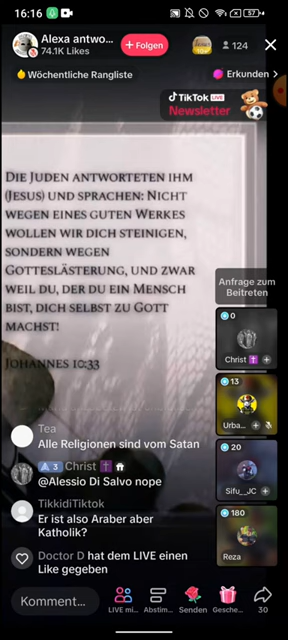 16:16
57
Alexa antwo...
74.1K Likes
+ Folgen
124
Wöchentliche Rangliste
Erkunden >
TikTok LIVE
Newsletter
Die Juden antworteten ihm
(Jesus) und sprachen: Nicht
wegen eines guten Werkes
wollen wir dich steinigen,
sondern wegen
Gotteslästerung, und zwar
weil du, der du ein Mensch
bist, dich selbst zu Gott
machst!
Johannes 10:33
Anfrage zum
Beitreten
0
Christ ✝️
13
Urba...
20
Sifu_JC
180
Reza
Tea
Alle Religionen sind vom Satan
3 Christ ✝️
@Alessio Di Salvo nope
TikkidiTiktok
Er ist also Araber aber
Katholik?
Doctor D hat dem LIVE einen
Like gegeben
Komment...
LIVE mi...
Abstim...
Senden
Gesche...
30